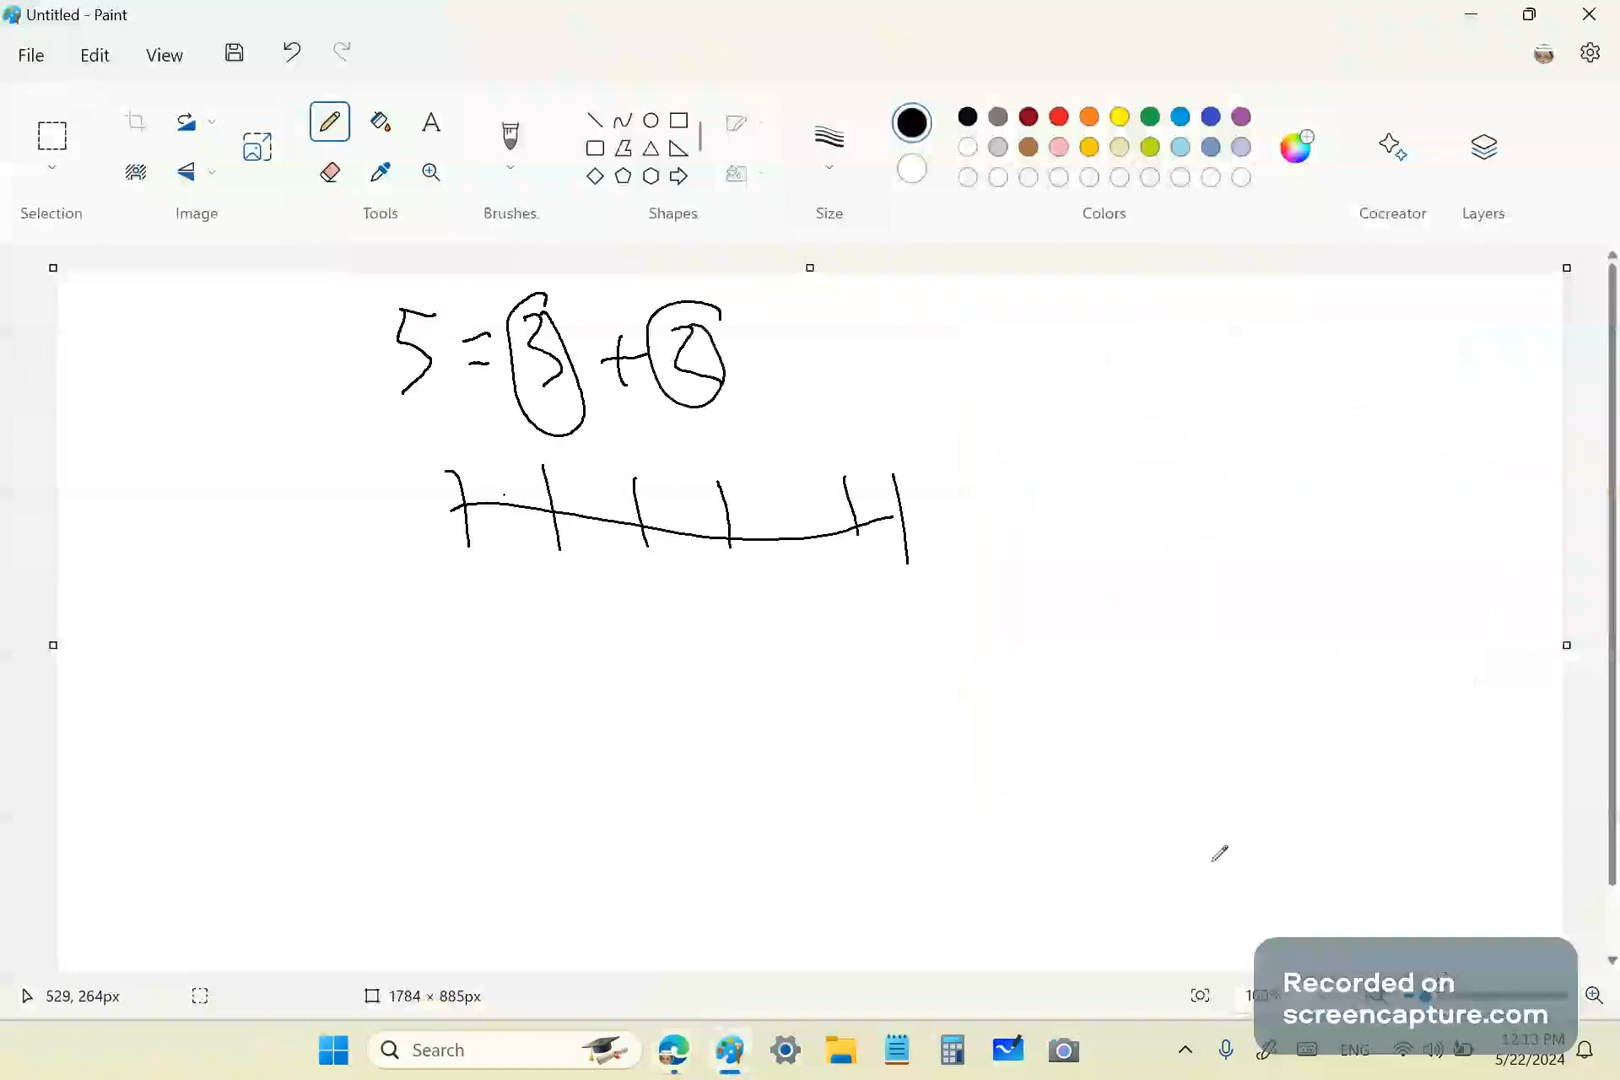 Untitled - Paint
File Edit View
Selection Image Tools Brushes Shapes Size Colors Cocreator Layers
5 = 3 + 2
529, 264px 1784 × 885px
Recorded on
screencapture.com
Search ENG 12:13 PM
5/22/2024